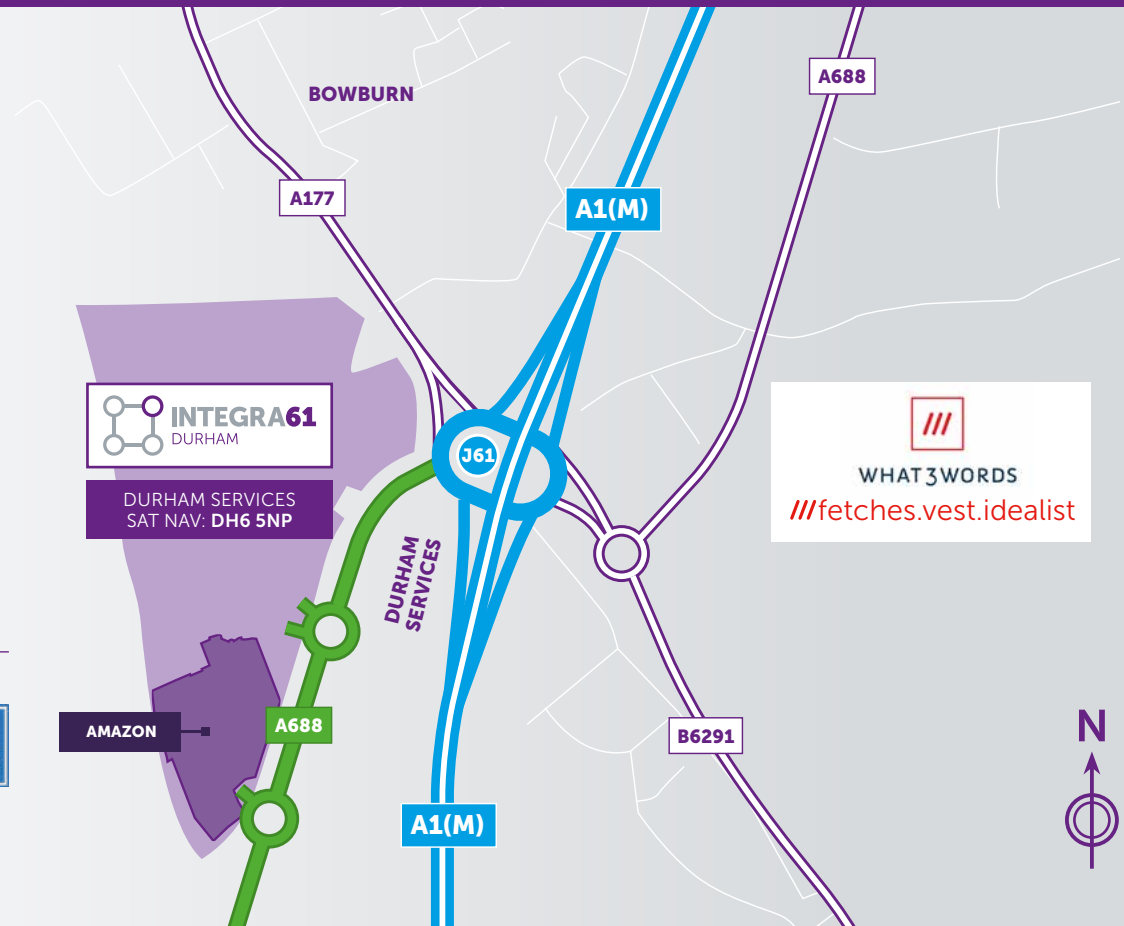 A688
BOWBURN
A177
A1(M)
INTEGRA61
DURHAM
DURHAM SERVICES
SAT NAV: DH6 5NP
J61
WHAT3WORDS
///fetches.vest.idealist
DURHAM
SERVICES
AMAZON
A688
B6291
N
A1(M)